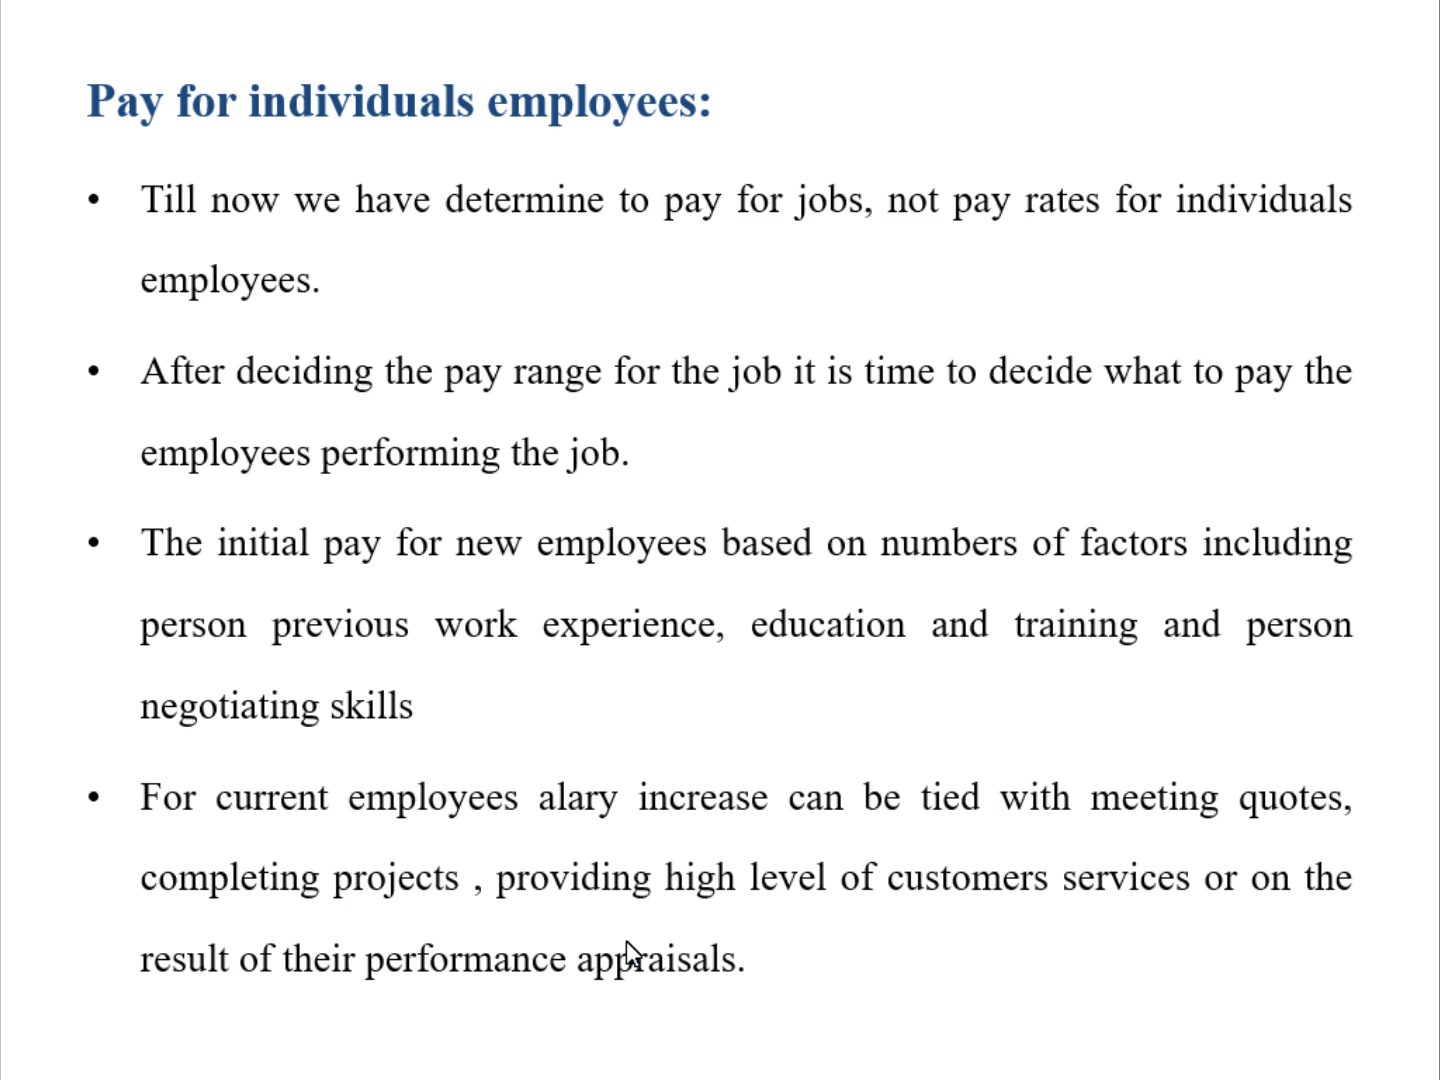 Pay for individuals employees:
• Till now we have determine to pay for jobs, not pay rates for individuals
employees.
• After deciding the pay range for the job it is time to decide what to pay the
employees performing the job.
• The initial pay for new employees based on numbers of factors including
person previous work experience, education and training and person
negotiating skills
• For current employees alary increase can be tied with meeting quotes,
completing projects , providing high level of customers services or on the
result of their performance appraisals.